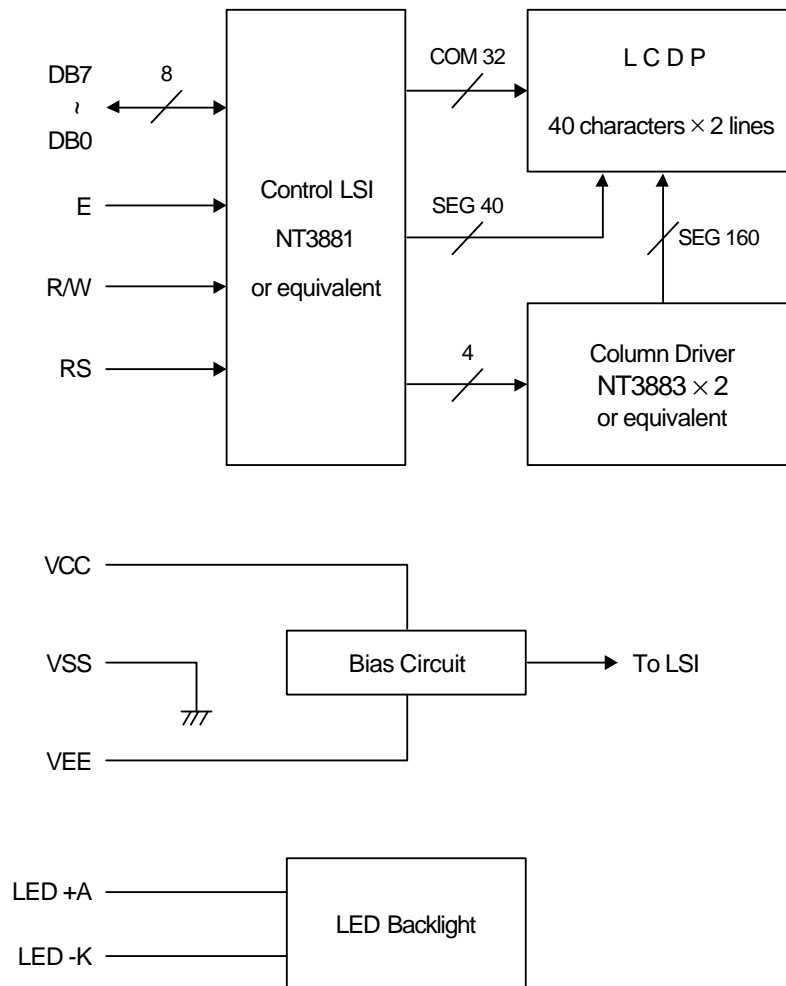 DB7
~
DB0
8
E
R/W
RS
Control LSI
NT3881
or equivalent
COM 32
SEG 40
4
L C D P
40 characters × 2 lines
SEG 160
Column Driver
NT3883 × 2
or equivalent
VCC
VSS
VEE
Bias Circuit
To LSI
LED +A
LED -K
LED Backlight